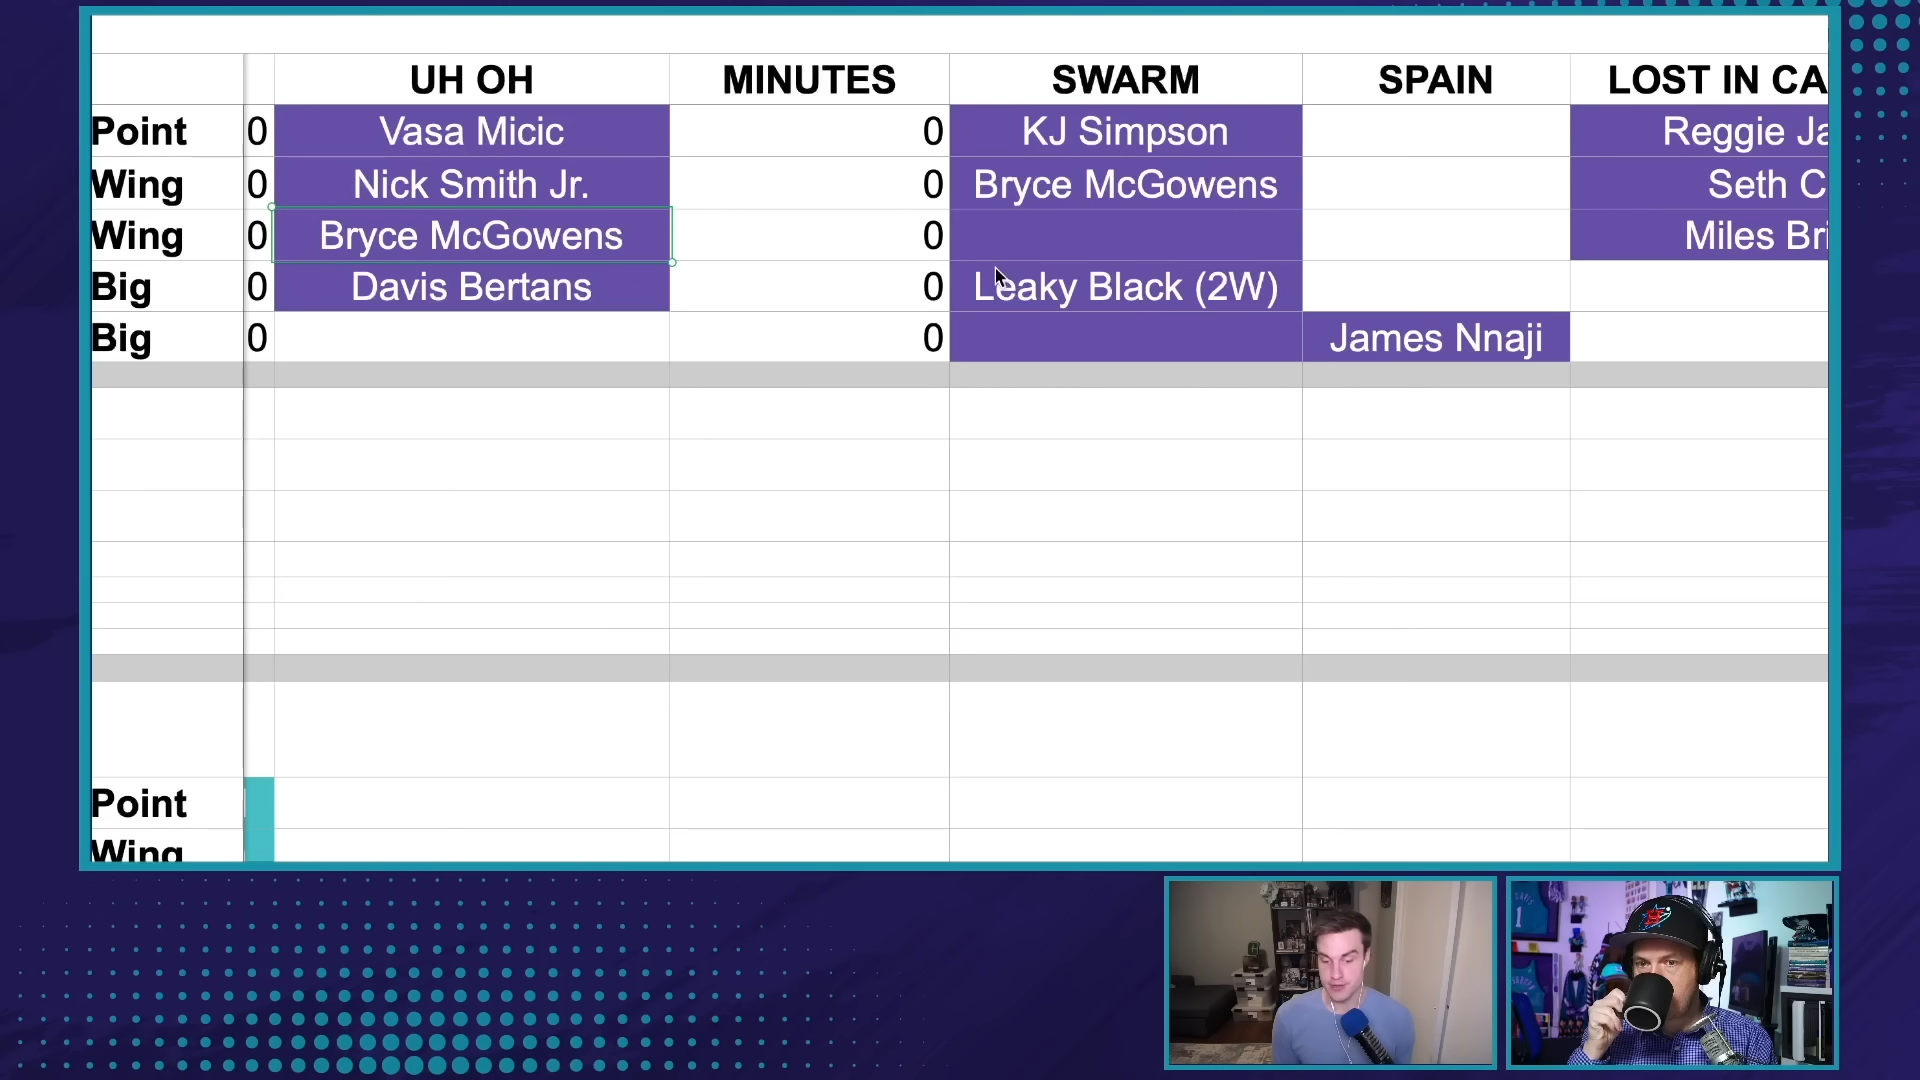 UH OH MINUTES SWARM SPAIN LOST IN CA
Point 0 Vasa Micic 0 KJ Simpson Reggie Ja
Wing 0 Nick Smith Jr. 0 Bryce McGowens Seth C
Wing 0 Bryce McGowens 0 Miles Bri
Big 0 Davis Bertans 0 Leaky Black (2W)
Big 0 0 James Nnaji
Point
Wing